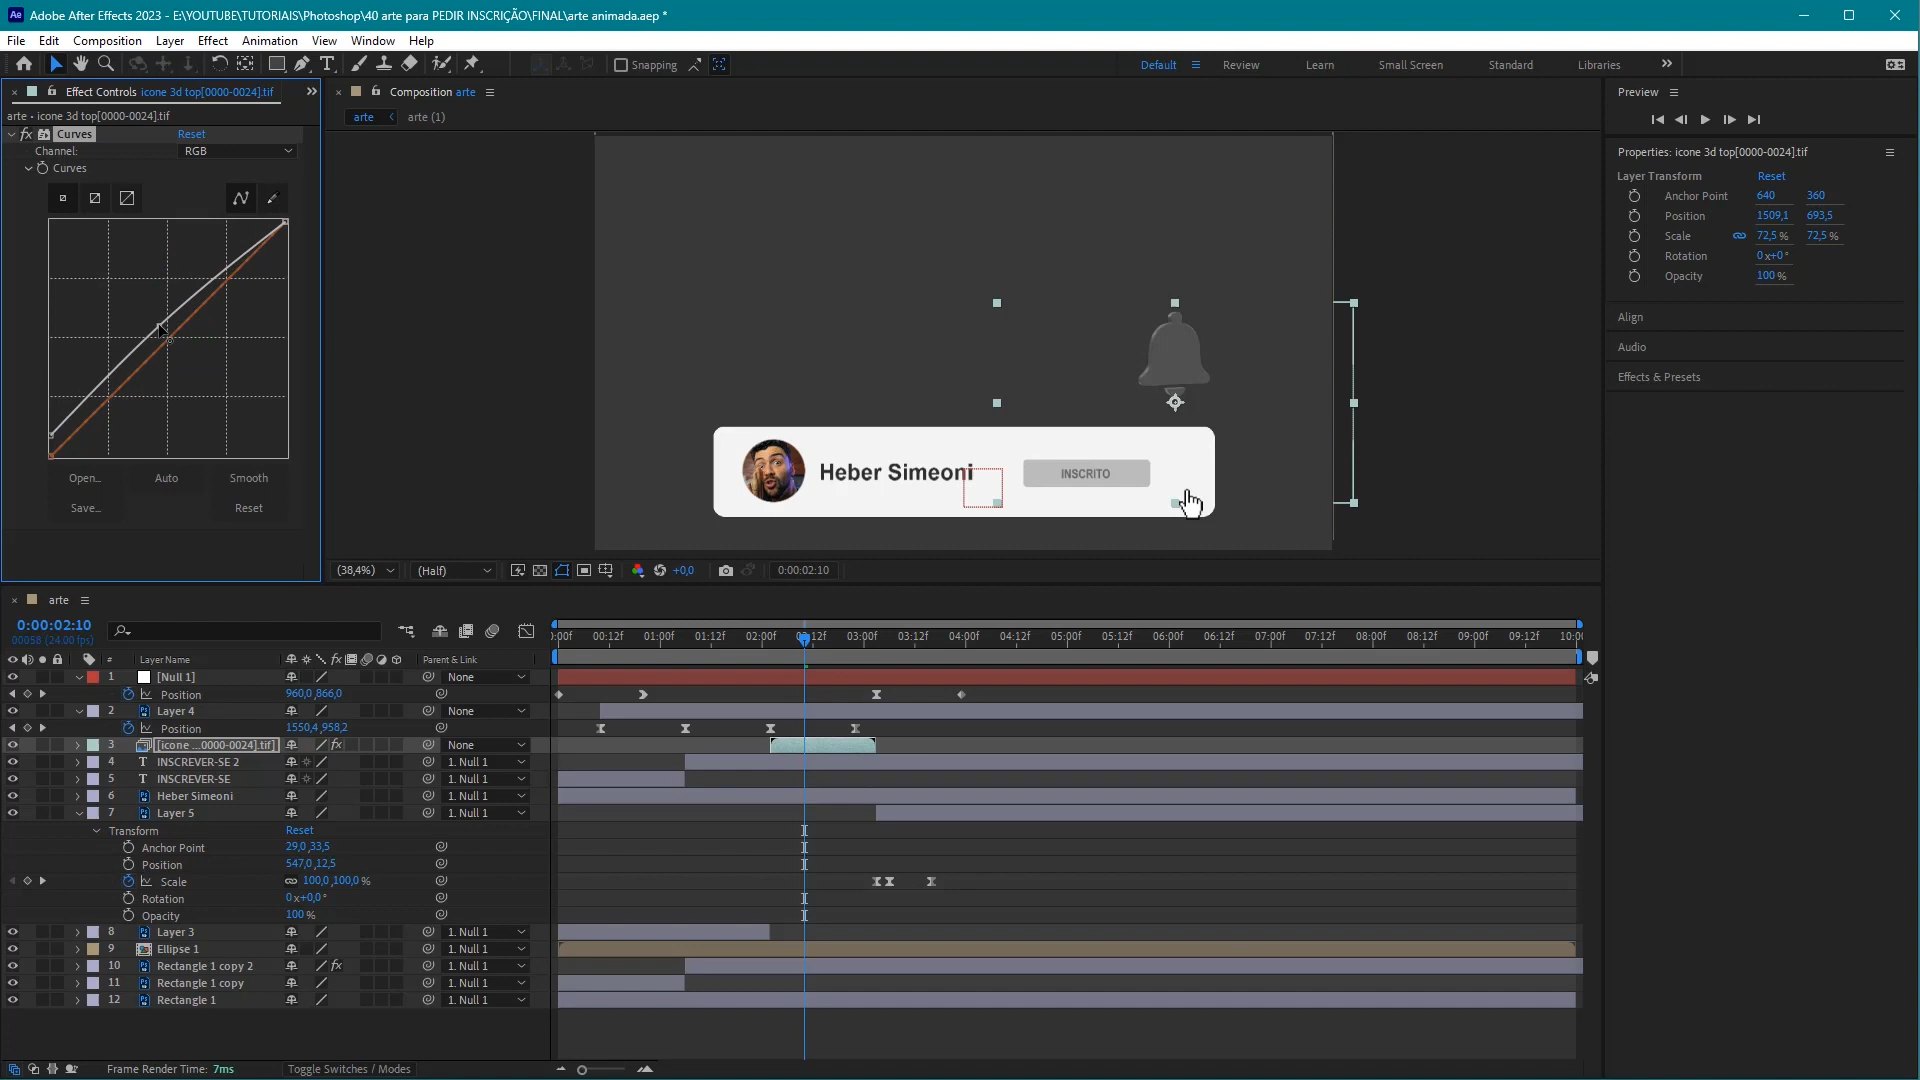 Adobe After Effects 2023 - E:\YOUTUBE\TUTORIAIS\Photoshop\40 arte para PEDIR INSCRIÇÃO\FINAL\arte animada.aep *
File Edit Composition Layer Effect Animation View Window Help
Snapping
Default Review Learn Small Screen Standard Libraries
Effect Controls icone 3d top[0000-0024].tif
arte • icone 3d top[0000-0024].tif
fx Curves Reset
Channel: RGB
Curves
Open... Auto Smooth
Save... Reset
Composition arte
arte arte (1)
Heber Simeoni
INSCRITO
(38,4%) (Half) +0,0 0:00:02:10
Preview
Properties: icone 3d top[0000-0024].tif
Layer Transform Reset
Anchor Point 640 360
Position 1509,1 693,5
Scale 72,5 % 72,5 %
Rotation 0x+0°
Opacity 100 %
Align
Audio
Effects & Presets
arte
0:00:02:10
00058 (24.00 fps)
:00f 00:12f 01:00f 01:12f 02:00f 12f 03:00f 03:12f 04:00f 04:12f 05:00f 05:12f 06:00f 06:12f 07:00f 07:12f 08:00f 08:12f 09:00f 09:12f 10:00
# Layer Name fx Parent & Link
1 [Null 1] None
Position 960,0,866,0
2 Layer 4 None
Position 1550,4,958,2
3 [icone ...0000-0024].tif] fx None
4 T INSCREVER-SE 2 1. Null 1
5 T INSCREVER-SE 1. Null 1
6 Heber Simeoni 1. Null 1
7 Layer 5 1. Null 1
Transform Reset
Anchor Point 29,0,33,5
Position 547,0,12,5
Scale 100,0,100,0 %
Rotation 0x+0,0°
Opacity 100 %
8 Layer 3 1. Null 1
9 Ellipse 1 1. Null 1
10 Rectangle 1 copy 2 fx 1. Null 1
11 Rectangle 1 copy 1. Null 1
12 Rectangle 1 1. Null 1
Frame Render Time: 7ms Toggle Switches / Modes